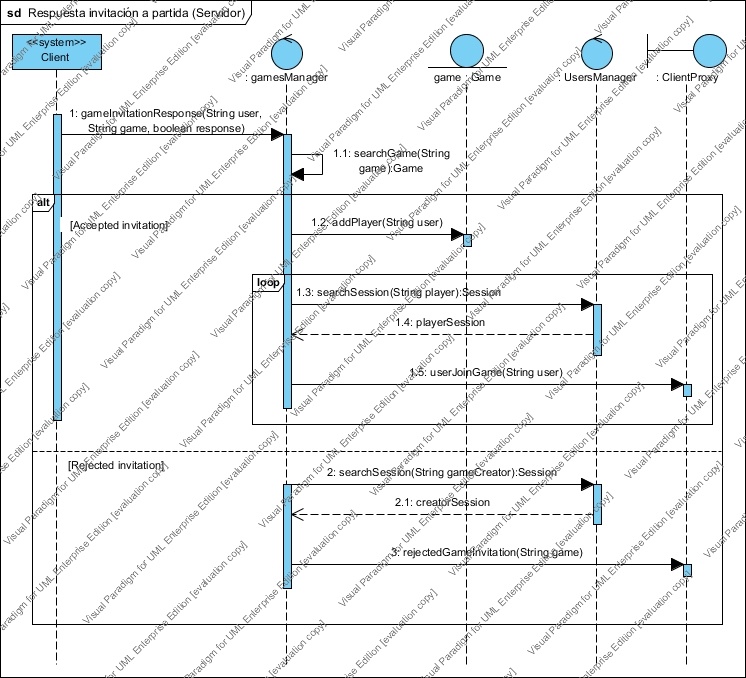 sd Respuesta invitación a partida (Servidor)
<<system>>
Client
: gamesManager
game : Game
: UsersManager
: ClientProxy
1: gameInvitationResponse(String user,
String game, boolean response)
1.1: searchGame(String
game):Game
alt
[Accepted invitation]
1.2: addPlayer(String user)
loop
1.3: searchSession(String player):Session
1.4: playerSession
1.5: userJoinGame(String user)
[Rejected invitation]
2: searchSession(String gameCreator):Session
2.1: creatorSession
3: rejectedGameInvitation(String game)
Visual Paradigm for UML Enterprise Edition [evaluation copy]